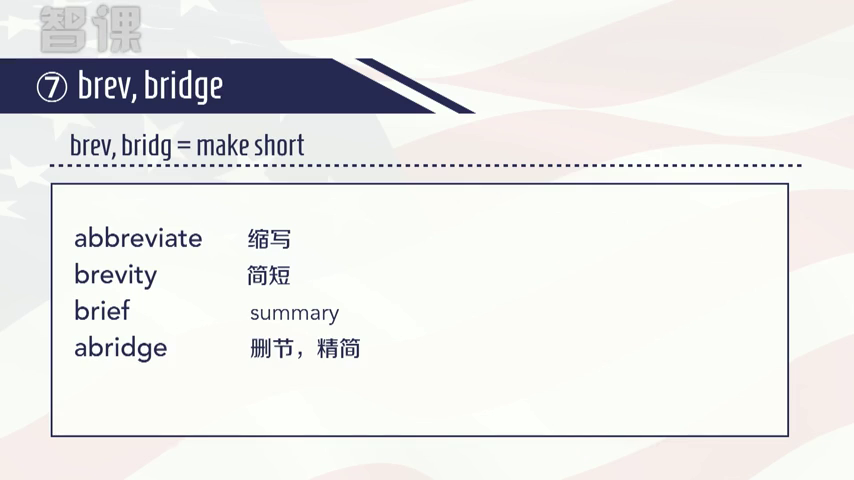 智课
⑦ brev, bridge
brev, bridg = make short
abbreviate 缩写
brevity 简短
brief summary
abridge 删节，精简